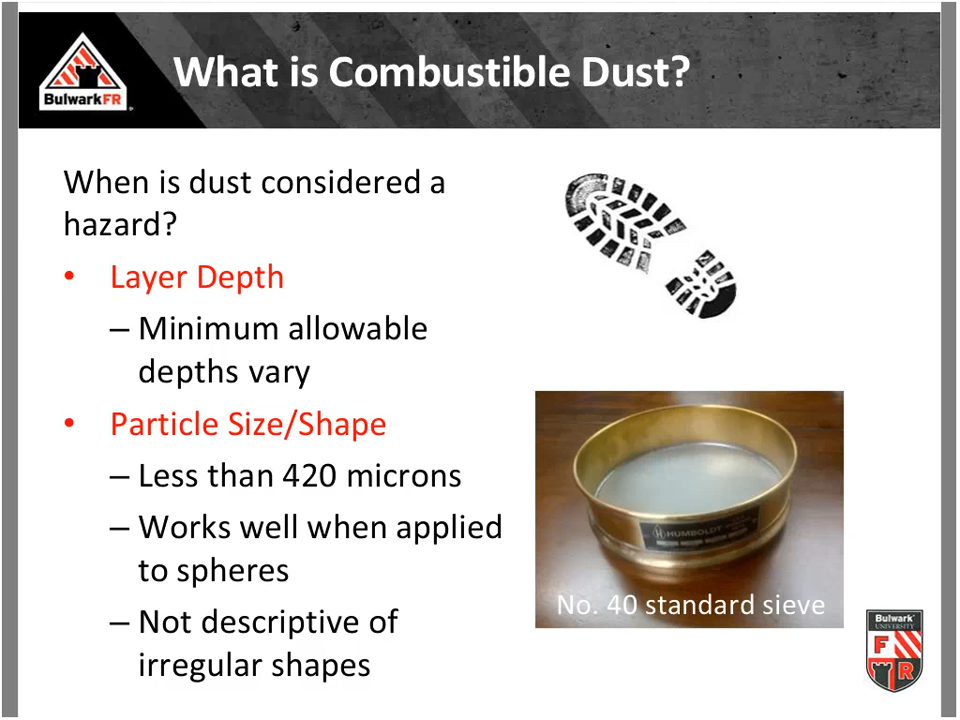 What is Combustible Dust?
BulwarkFR
When is dust considered a
hazard?
• Layer Depth
– Minimum allowable
depths vary
• Particle Size/Shape
– Less than 420 microns
– Works well when applied
to spheres
– Not descriptive of
irregular shapes
HUMBOLDT
No. 40 standard sieve
Bulwark
UNIVERSITY
F
R